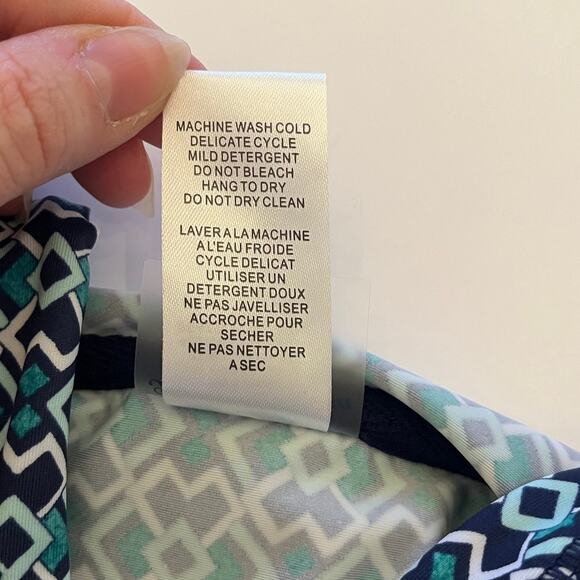 MACHINE WASH COLD
DELICATE CYCLE
MILD DETERGENT
DO NOT BLEACH
HANG TO DRY
DO NOT DRY CLEAN
LAVER A LA MACHINE
A L'EAU FROIDE
CYCLE DELICAT
UTILISER UN
DETERGENT DOUX
NE PAS JAVELLISER
ACCROCHE POUR
SECHER
NE PAS NETTOYER
A SEC